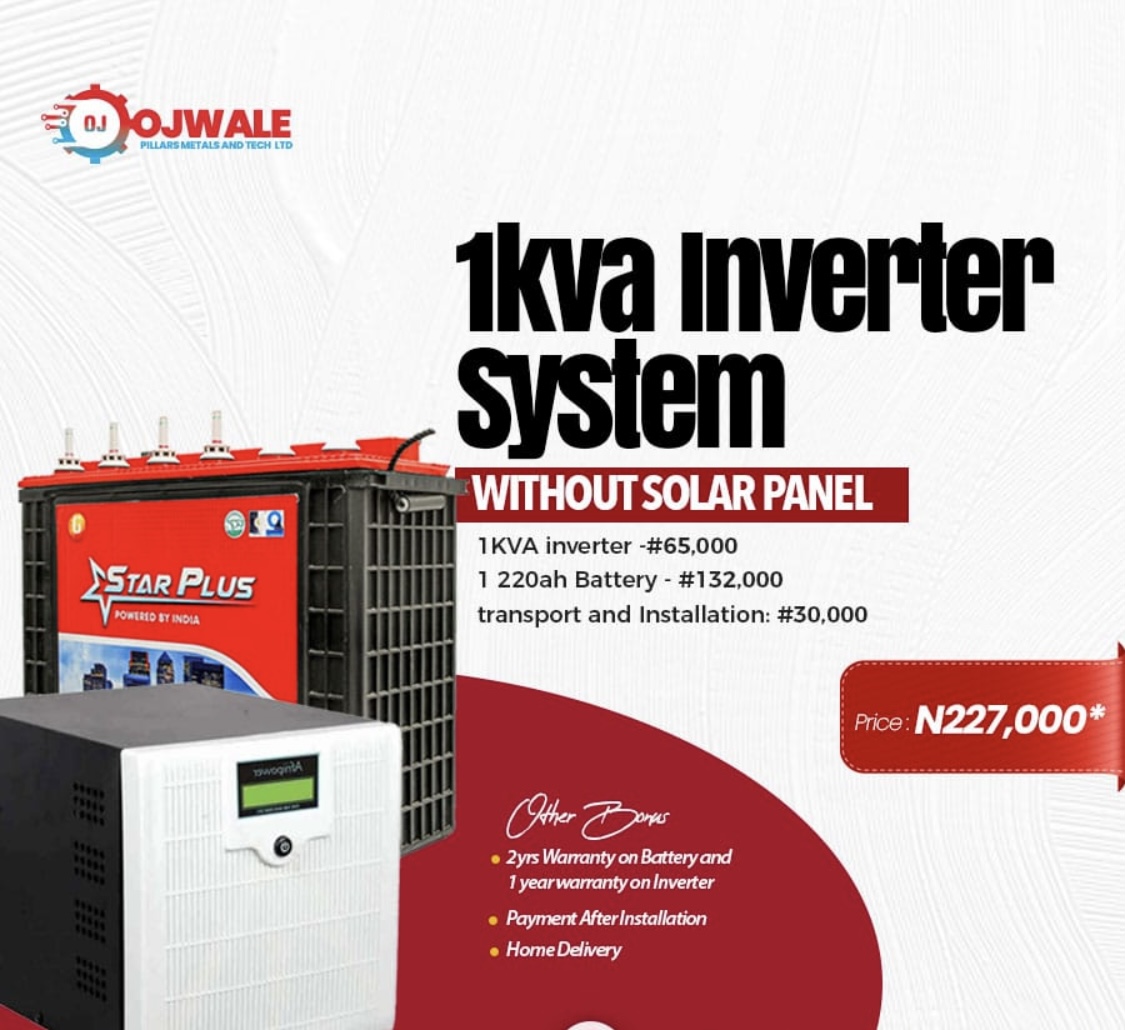 OJ
OJWALE
PILLARS METALS AND TECH LTD
1kva Inverter
System
WITHOUT SOLAR PANEL
1KVA inverter -#65,000
1 220ah Battery - #132,000
transport and Installation: #30,000
STAR PLUS
POWERED BY INDIA
Price : N227,000*
Afripower
Other Bonus
2yrs Warranty on Battery and
1 year warranty on Inverter
Payment After Installation
Home Delivery